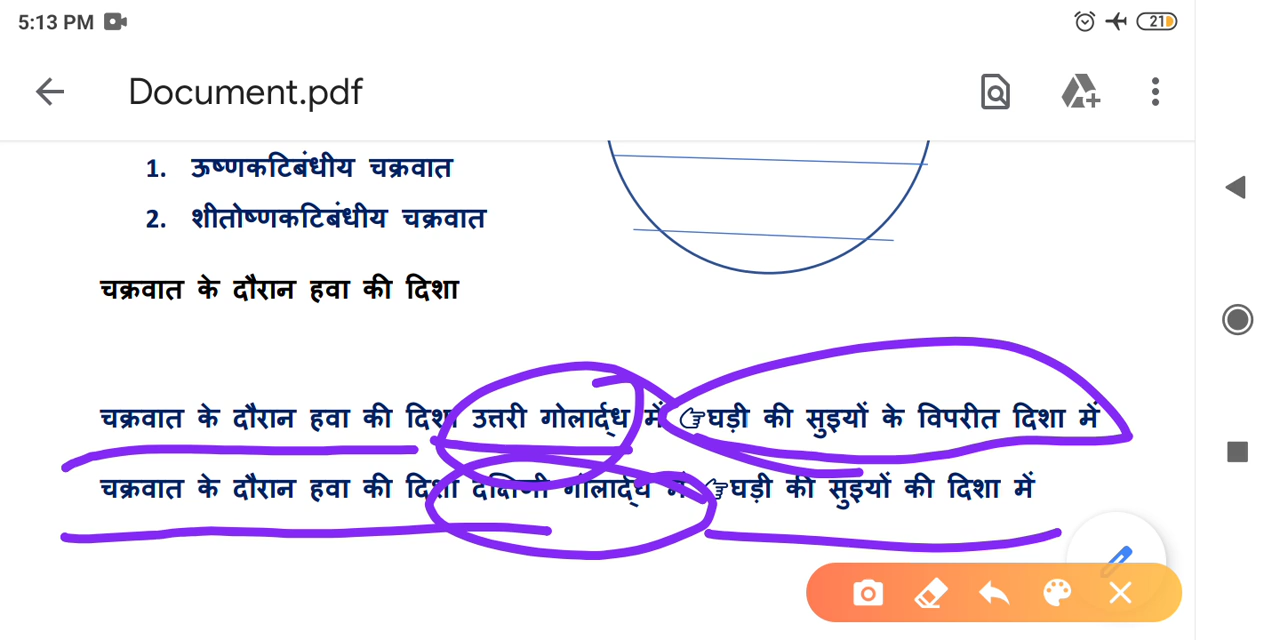 5:13 PM
21
Document.pdf
1. ऊष्णकटिबंधीय चक्रवात
2. शीतोष्णकटिबंधीय चक्रवात
चक्रवात के दौरान हवा की दिशा
चक्रवात के दौरान हवा की दिशा उत्तरी गोलार्द्ध में 👉घड़ी की सुइयों के विपरीत दिशा में
चक्रवात के दौरान हवा की दिशा दक्षिणी गोलार्द्ध में 👉घड़ी की सुइयों की दिशा में